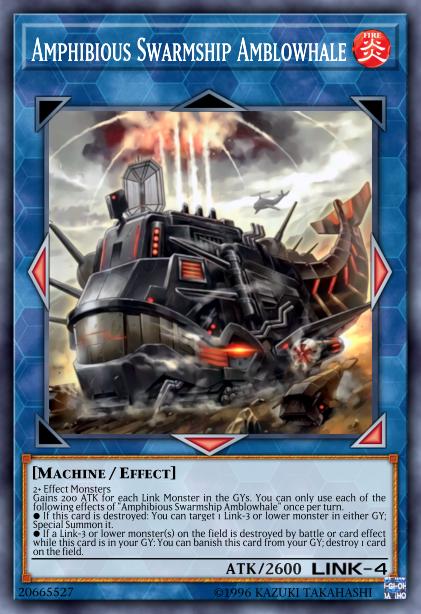 AMPHIBIOUS SWARMSHIP AMBLOWHALE
FIRE
炎
[MACHINE / EFFECT]
2+ Effect Monsters
Gains 200 ATK for each Link Monster in the GYs. You can only use each of the
following effects of "Amphibious Swarmship Amblowhale" once per turn.
● If this card is destroyed: You can target 1 Link-3 or lower monster in either GY;
Special Summon it.
● If a Link-3 or lower monster(s) on the field is destroyed by battle or card effect
while this card is in your GY: You can banish this card from your GY; destroy 1 card
on the field.
ATK/2600 LINK-4
20665527
©1996 KAZUKI TAKAHASHI